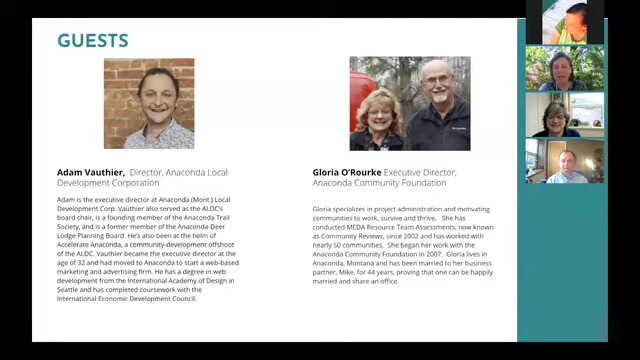 GUESTS
Adam Vauthier, Director, Anaconda Local
Development Corporation
Adam is the executive director at Anaconda (Mont.) Local
Development Corp. Vauthier also served as the ALDC's
board chair, is a founding member of the Anaconda Trail
Society, and is a former member of the Anaconda-Deer
Lodge Planning Board. He's also been at the helm of
Accelerate Anaconda, a community-development offshoot
of the ALDC. Vauthier became the executive director at the
age of 32 and had moved to Anaconda to start a web-based
marketing and advertising firm. He has a degree in web
development from the International Academy of Design in
Seattle and has completed coursework with the
International Economic Development Council.
Gloria O'Rourke Executive Director,
Anaconda Community Foundation
Gloria specializes in project administration and motivating
communities to work, survive and thrive. She has
conducted MEDA Resource Team Assessments, now known
as Community Reviews, since 2002 and has worked with
nearly 50 communities. She began her work with the
Anaconda Community Foundation in 2007. Gloria lives in
Anaconda, Montana and has been married to her business
partner, Mike, for 44 years, proving that one can be happily
married and share an office.